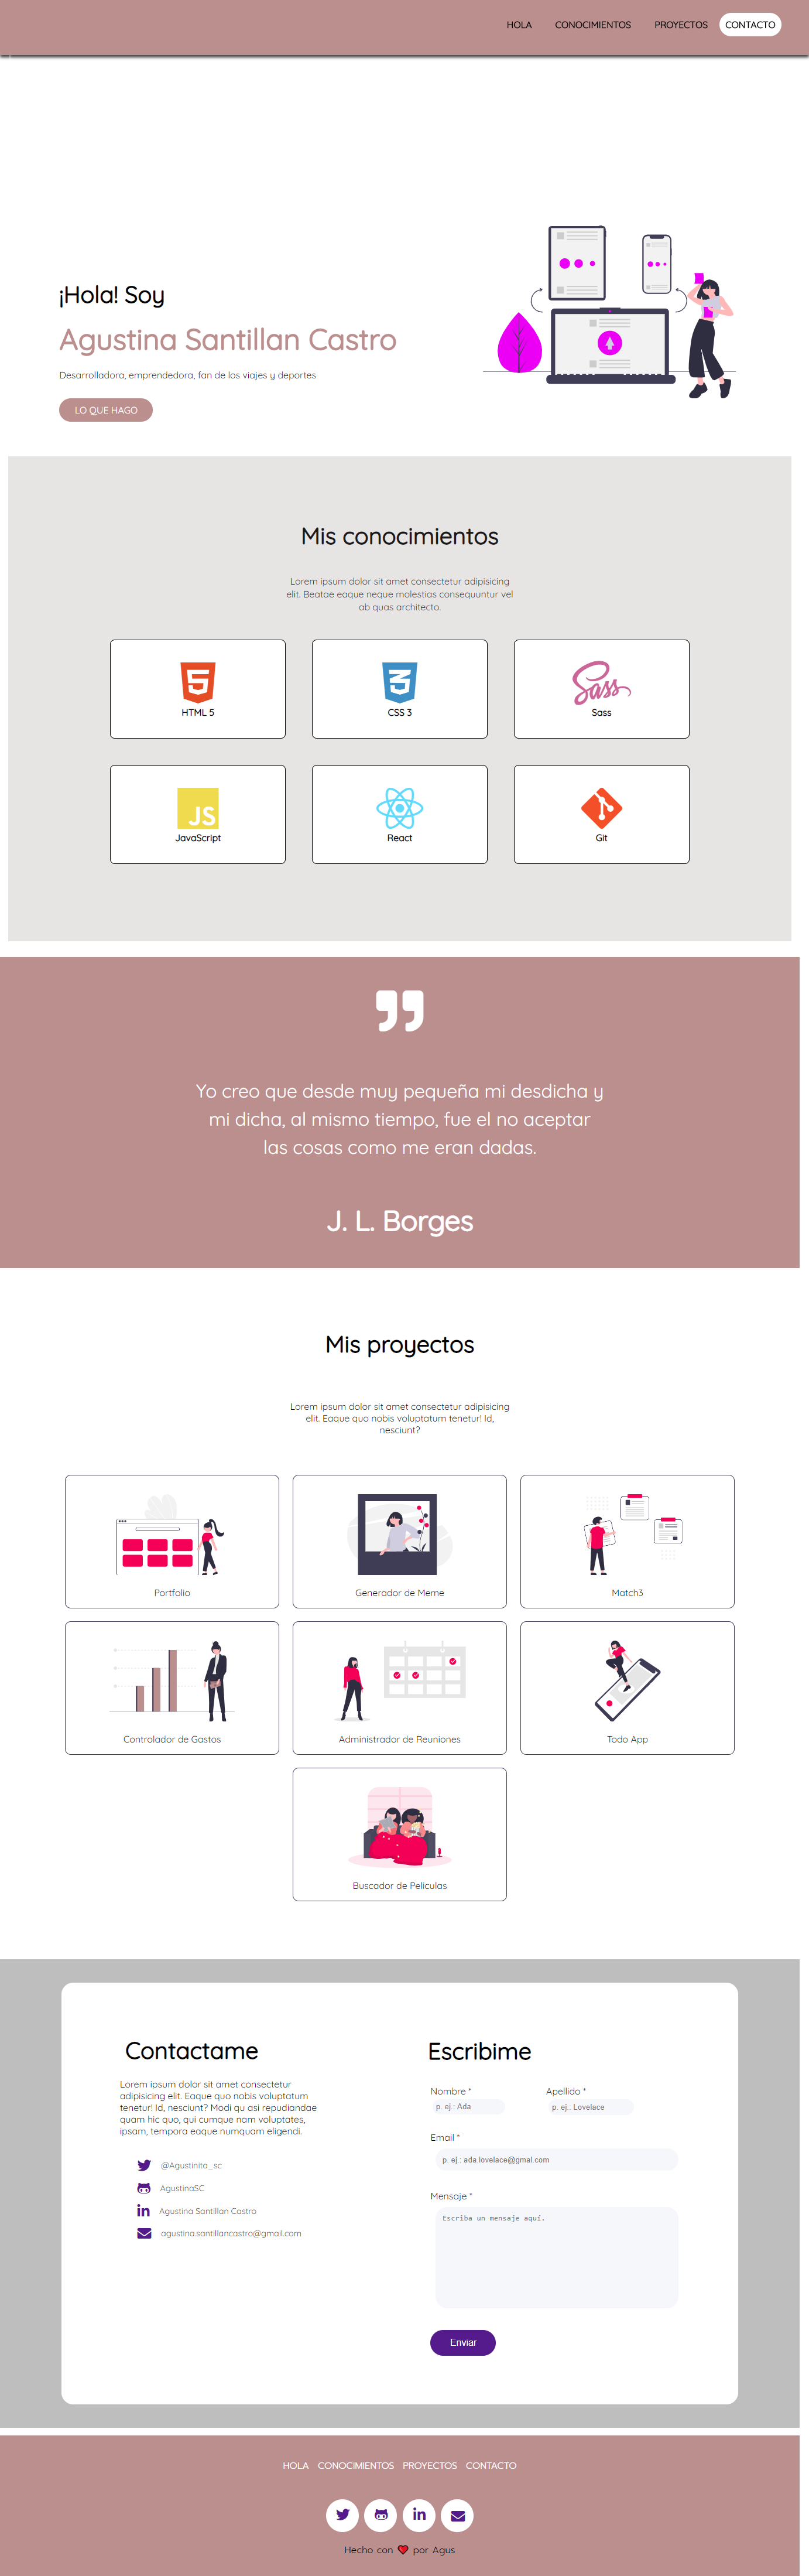 HOLA CONOCIMIENTOS PROYECTOS CONTACTO
¡Hola! Soy
Agustina Santillan Castro
Desarrolladora, emprendedora, fan de los viajes y deportes
LO QUE HAGO
Mis conocimientos
Lorem ipsum dolor sit amet consectetur adipisicing
elit. Beatae eaque neque molestias consequuntur vel
ab quas architecto.
5
HTML 5
3
CSS 3
Sass
Sass
JS
JavaScript
React
Git
Yo creo que desde muy pequeña mi desdicha y
mi dicha, al mismo tiempo, fue el no aceptar
las cosas como me eran dadas.
J. L. Borges
Mis proyectos
Lorem ipsum dolor sit amet consectetur adipisicing
elit. Eaque quo nobis voluptatum tenetur! Id,
nesciunt?
Portfolio
Generador de Meme
Match3
Controlador de Gastos
Administrador de Reuniones
Todo App
Buscador de Peliculas
Contactame
Lorem ipsum dolor sit amet consectetur
adipisicing elit. Eaque quo nobis voluptatum
tenetur! Id, nesciunt? Modi qu asi repudiandae
quam hic quo, qui cumque nam voluptates,
ipsam, tempora eaque numquam eligendi.
@Agustinita_sc
AgustinaSC
in Agustina Santillan Castro
agustina.santillancastro@gmail.com
Escribime
Nombre * Apellido *
p. ej.: Ada p. ej.: Lovelace
Email *
p. ej.: ada.lovelace@gmal.com
Mensaje *
Escriba un mensaje aquí.
Enviar
HOLA CONOCIMIENTOS PROYECTOS CONTACTO
in
Hecho con ❤ por Agus